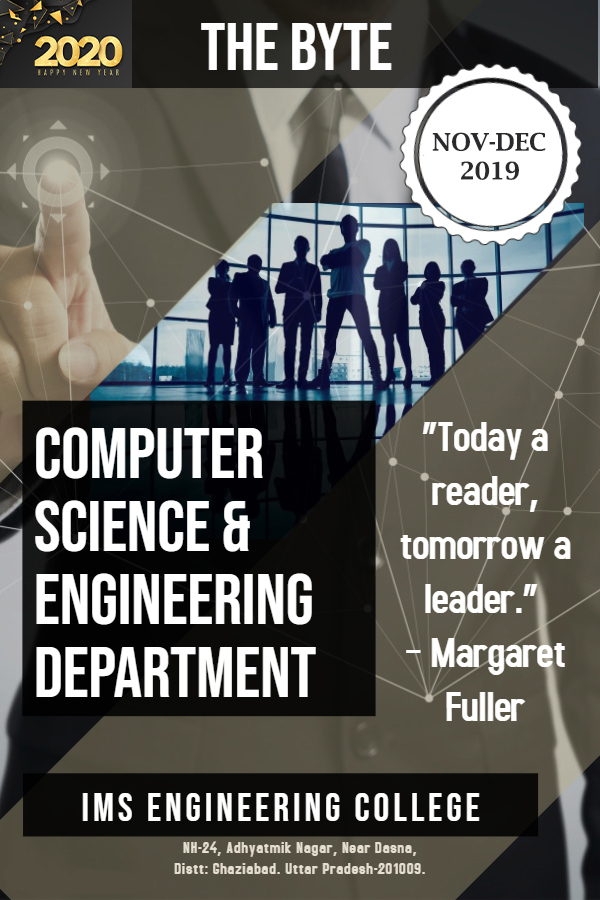 2020
HAPPY NEW YEAR
THE BYTE
NOV-DEC
2019
COMPUTER
SCIENCE &
ENGINEERING
DEPARTMENT
"Today a
reader,
tomorrow a
leader."
- Margaret
Fuller
IMS ENGINEERING COLLEGE
NH-24, Adhyatmik Nagar, Near Dasna,
Distt: Ghaziabad. Uttar Pradesh-201009.